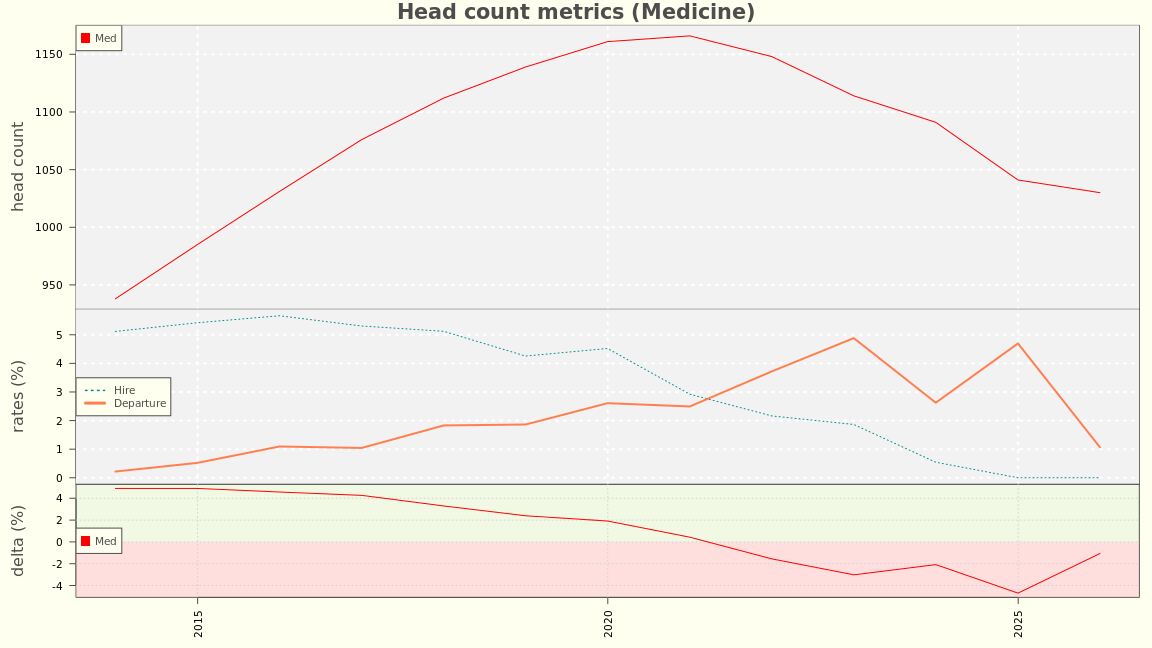 Head count metrics (Medicine)
Med
1150
1100
1050
1000
950
head count
5
4
3
2
1
0
rates (%)
Hire
Departure
4
2
0
-2
-4
delta (%)
Med
2015
2020
2025